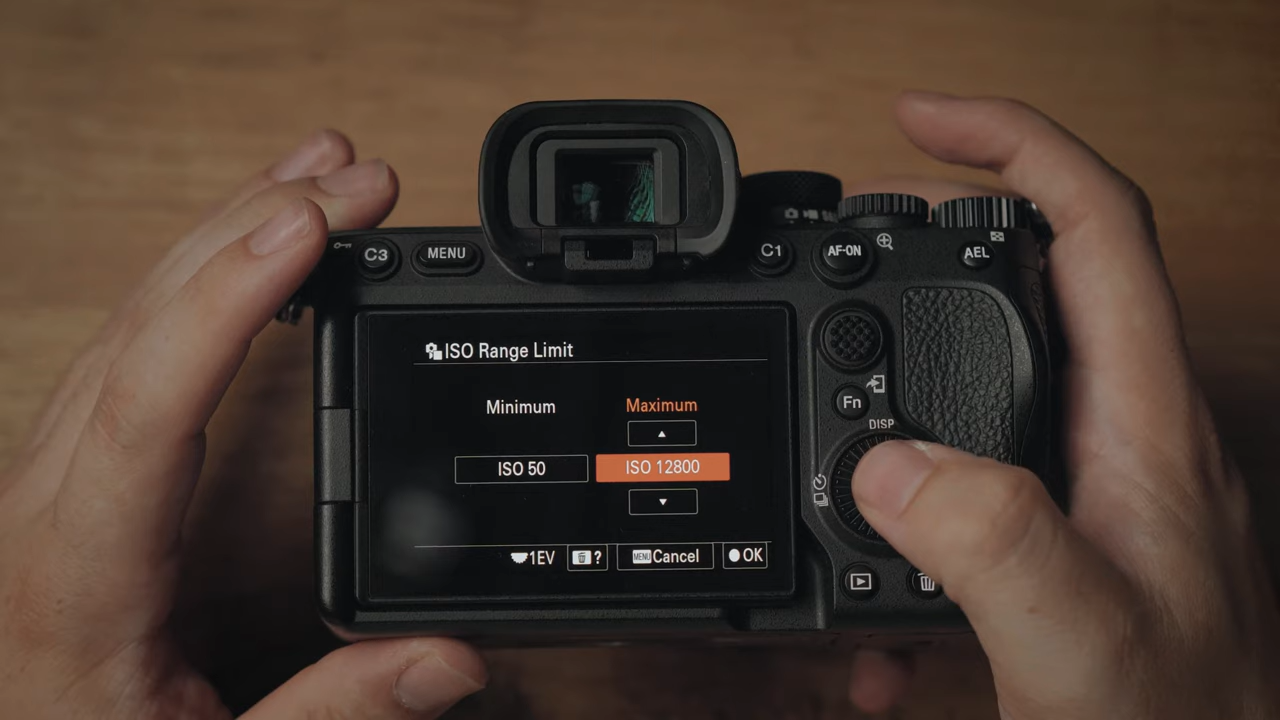 C3
MENU
C1
AF-ON
AEL
ISO Range Limit
Minimum
Maximum
ISO 50
ISO 12800
1EV
?
MENU Cancel
OK
Fn
DISP